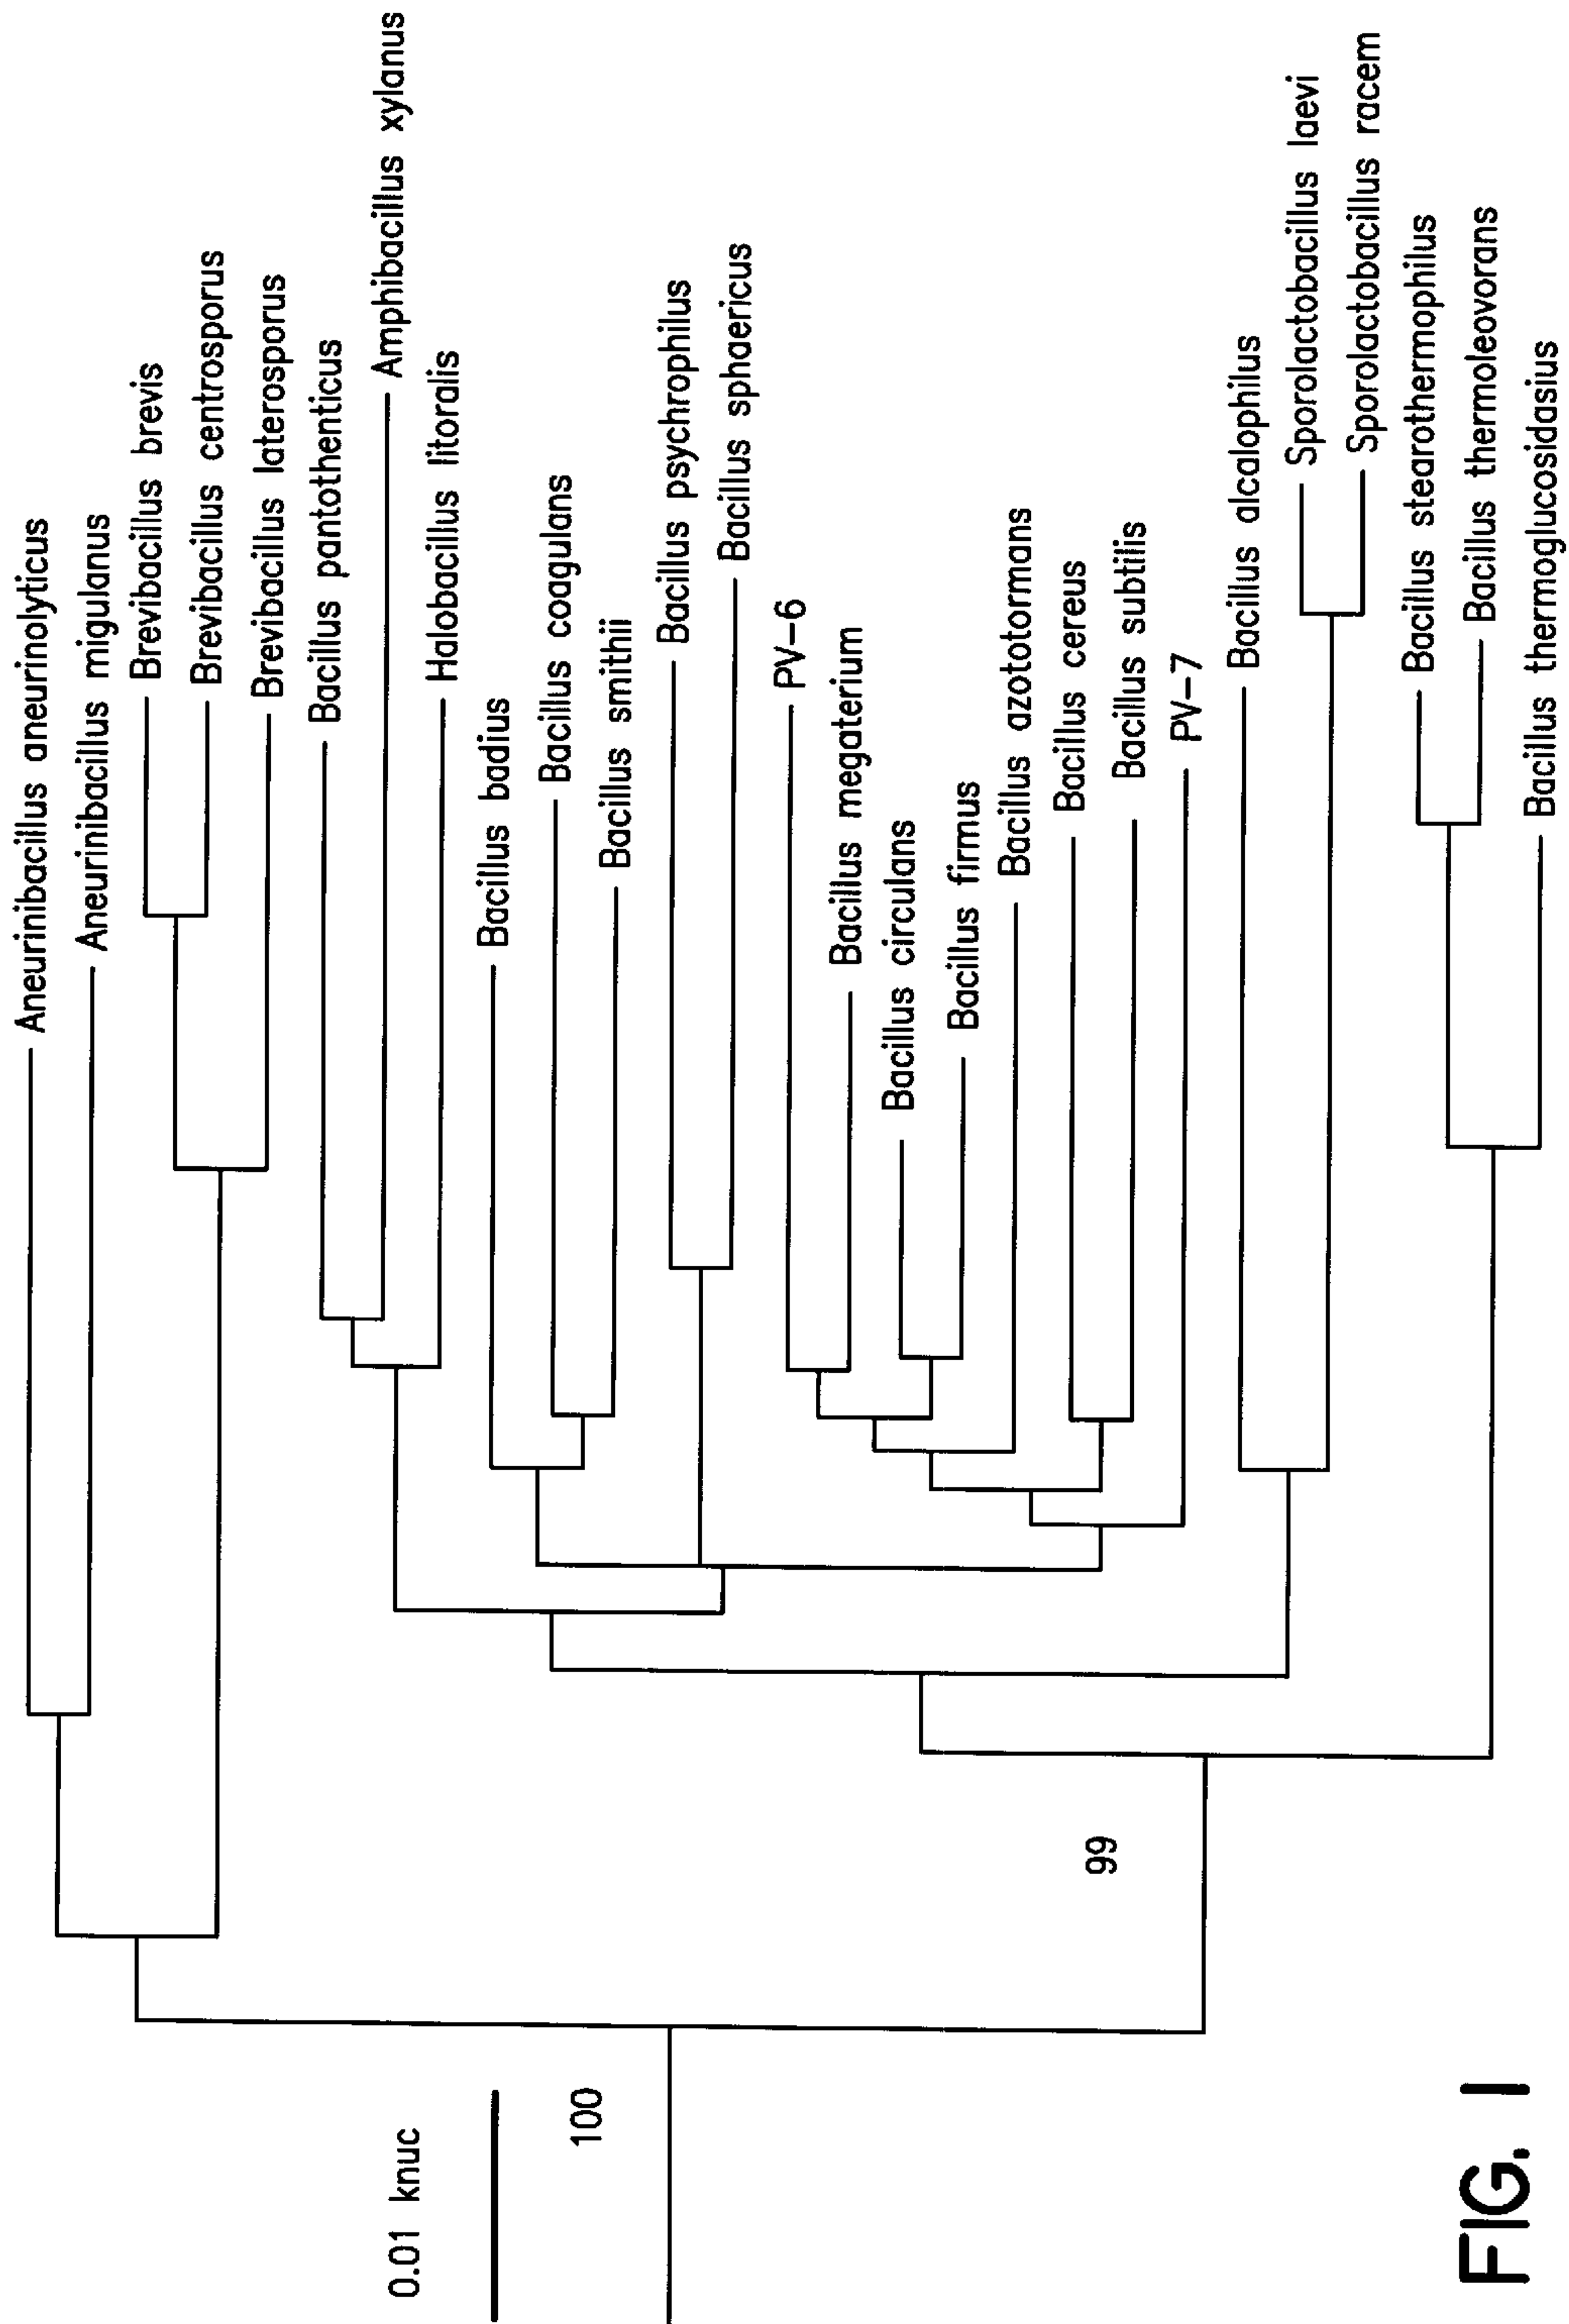 Aneurinibacillus aneurinolyticus
Aneurinibacillus migulanus
Brevibacillus brevis
Brevibacillus centrosporus
Brevibacillus laterosporus
Bacillus pantothenticus
Amphibacillus xylanus
Halobacillus litoralis
Bacillus badius
Bacillus coagulans
Bacillus smithii
Bacillus psychrophilus
Bacillus sphaericus
PV-6
Bacillus megaterium
Bacillus circulans
Bacillus firmus
Bacillus azotormans
Bacillus cereus
Bacillus subtilis
PV-7
Bacillus alcalophilus
Sporolactobacillus laevi
Sporolactobacillus racem
Bacillus stearothermophilus
Bacillus thermoleovorans
Bacillus thermoglucosidasius
0.01 knuc
100
99
FIG. 1